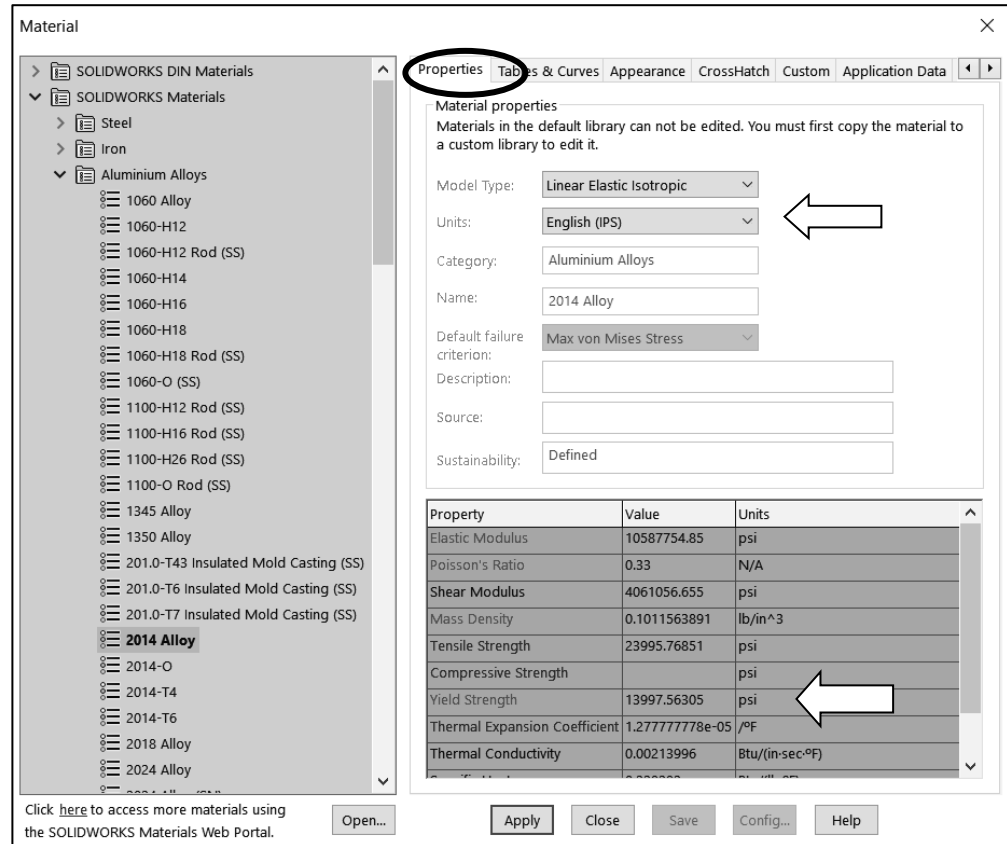 Material
SOLIDWORKS DIN Materials
SOLIDWORKS Materials
Steel
Iron
Aluminium Alloys
1060 Alloy
1060-H12
1060-H12 Rod (SS)
1060-H14
1060-H16
1060-H18
1060-H18 Rod (SS)
1060-O (SS)
1100-H12 Rod (SS)
1100-H16 Rod (SS)
1100-H26 Rod (SS)
1100-O Rod (SS)
1345 Alloy
1350 Alloy
201.0-T43 Insulated Mold Casting (SS)
201.0-T6 Insulated Mold Casting (SS)
201.0-T7 Insulated Mold Casting (SS)
2014 Alloy
2014-O
2014-T4
2014-T6
2018 Alloy
2024 Alloy
Click here to access more materials using
the SOLIDWORKS Materials Web Portal.
Open...
Properties Tables & Curves Appearance CrossHatch Custom Application Data
Material properties
Materials in the default library can not be edited. You must first copy the material to
a custom library to edit it.
Model Type: Linear Elastic Isotropic
Units: English (IPS)
Category: Aluminium Alloys
Name: 2014 Alloy
Default failure
criterion: Max von Mises Stress
Description:
Source:
Sustainability: Defined
Property Value Units
Elastic Modulus 10587754.85 psi
Poisson's Ratio 0.33 N/A
Shear Modulus 4061056.655 psi
Mass Density 0.1011563891 lb/in^3
Tensile Strength 23995.76851 psi
Compressive Strength psi
Yield Strength 13997.56305 psi
Thermal Expansion Coefficient 1.277777778e-05 /ºF
Thermal Conductivity 0.00213996 Btu/(in·sec·ºF)
Apply Close Save Config... Help